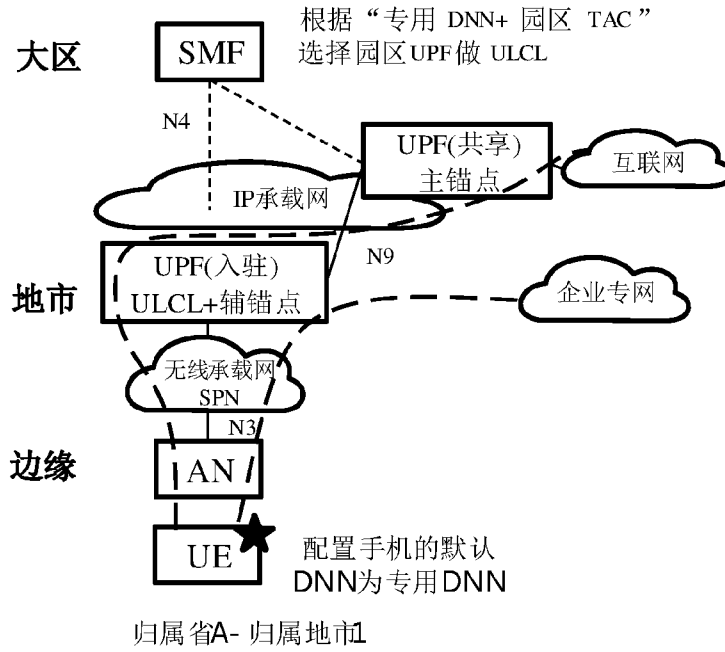 根据“专用 DNN+ 园区 TAC”
选择园区UPF做 ULCL
大区
SMF
N4
UPF(共享)
主锚点
互联网
IP承载网
N9
UPF(入驻)
ULCL+辅锚点
地市
企业专网
无线承载网
SPN
N3
边缘
AN
UE
配置手机的默认
DNN为专用DNN
归属省A- 归属地市1